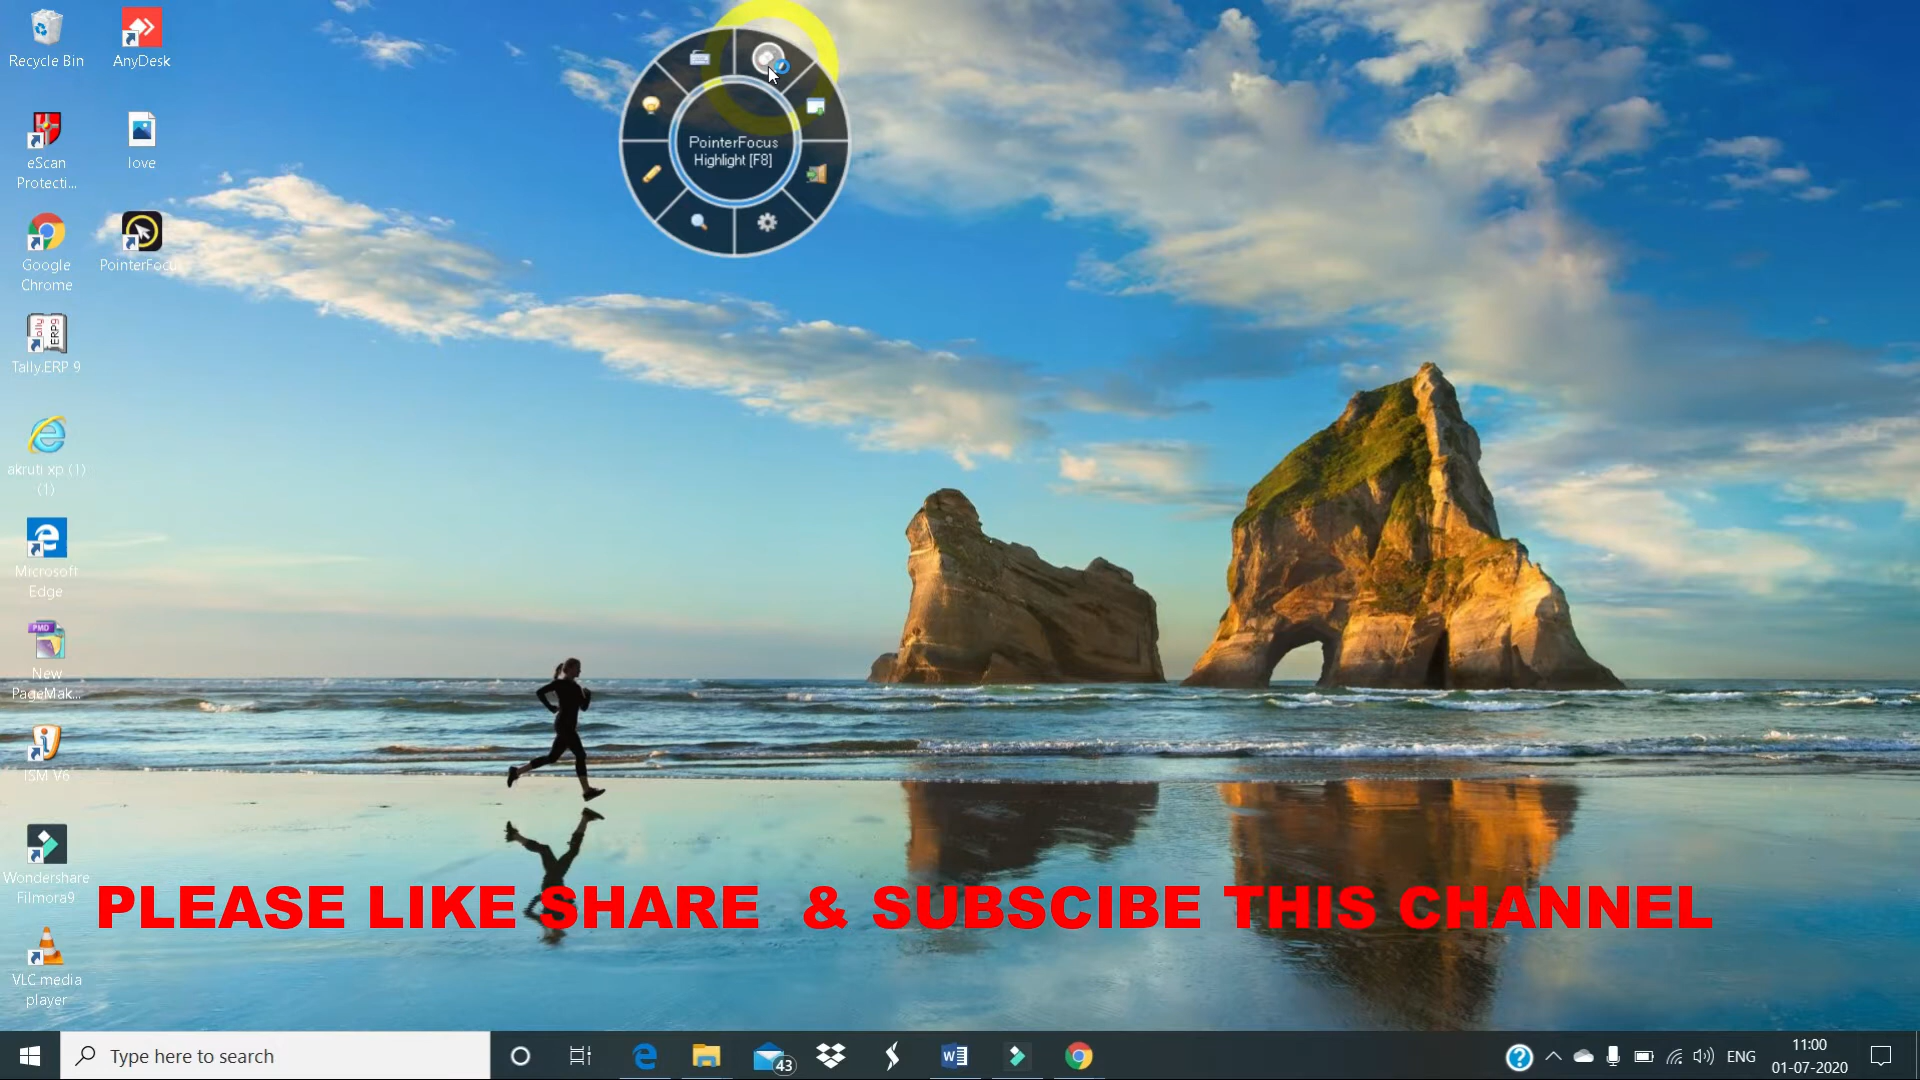 Recycle Bin
AnyDesk
eScan
Protecti...
love
Google
Chrome
PointerFocus
PointerFocus
Highlight [F8]
Tally.ERP 9
akruti xp (1)
(1)
Microsoft
Edge
PMD
New
PageMak...
ISM V6
Wondershare
Filmora9
VLC media
player
PLEASE LIKE SHARE & SUBSCIBE THIS CHANNEL
Type here to search
43
ENG
11:00
01-07-2020